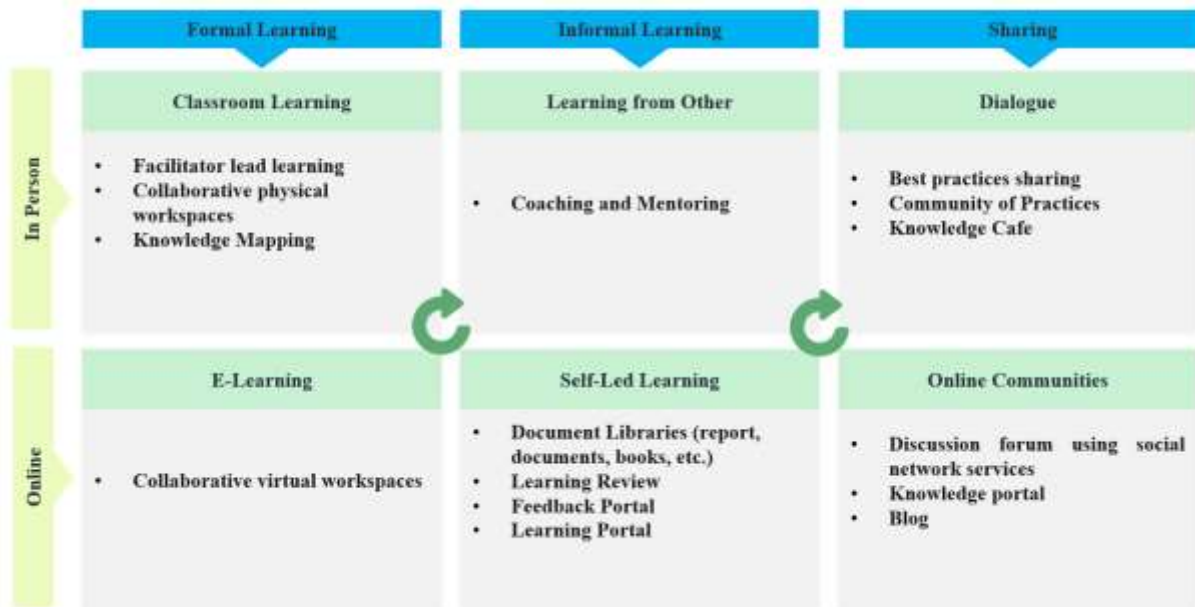 Formal Learning
Informal Learning
Sharing
In Person
Classroom Learning
• Facilitator lead learning
• Collaborative physical
workspaces
• Knowledge Mapping
Learning from Other
• Coaching and Mentoring
Dialogue
• Best practices sharing
• Community of Practices
• Knowledge Cafe
Online
E-Learning
• Collaborative virtual workspaces
Self-Led Learning
• Document Libraries (report,
documents, books, etc.)
• Learning Review
• Feedback Portal
• Learning Portal
Online Communities
• Discussion forum using social
network services
• Knowledge portal
• Blog